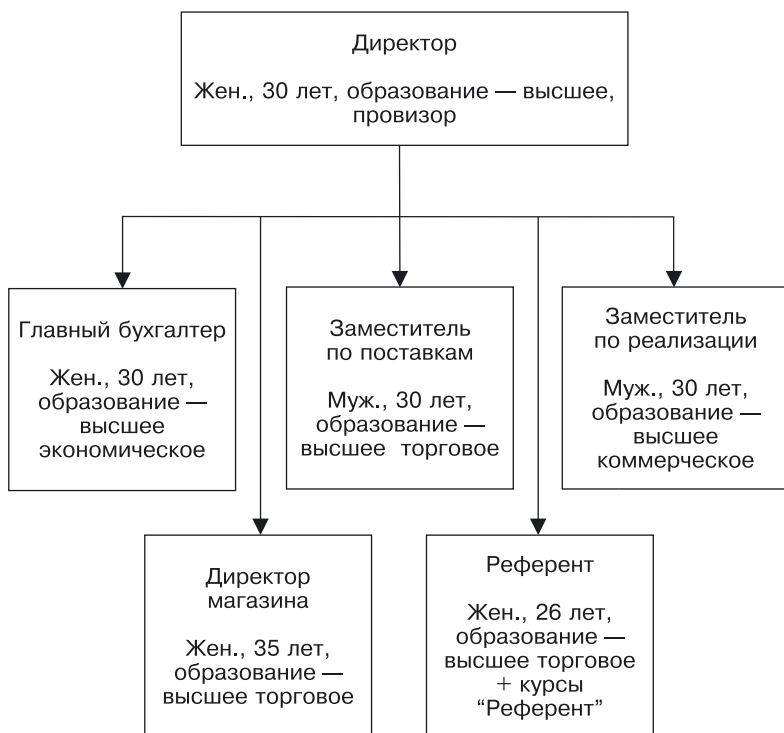 Директор
Жен., 30 лет, образование — высшее,
провизор
Главный бухгалтер
Жен., 30 лет,
образование —
высшее
экономическое
Заместитель
по поставкам
Муж., 30 лет,
образование —
высшее торговое
Заместитель
по реализации
Муж., 30 лет,
образование —
высшее
коммерческое
Директор
магазина
Жен., 35 лет,
образование —
высшее торговое
Референт
Жен., 26 лет,
образование —
высшее торговое
+ курсы
“Референт”